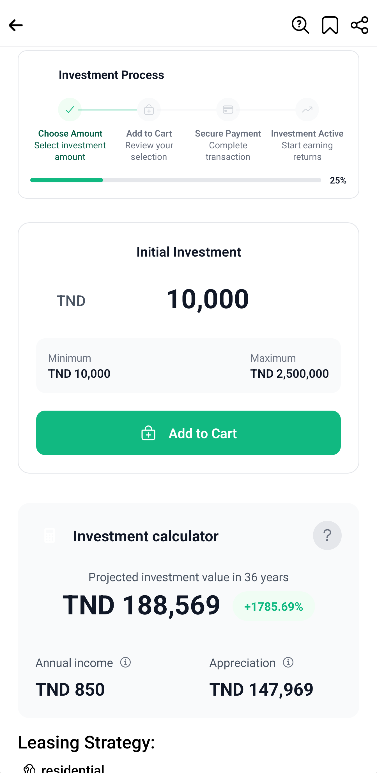 Investment Process
Choose Amount
Select investment
amount
Add to Cart
Review your
selection
Secure Payment
Complete
transaction
Investment Active
Start earning
returns
25%
Initial Investment
TND 10,000
Minimum
TND 10,000
Maximum
TND 2,500,000
Add to Cart
Investment calculator ?
Projected investment value in 36 years
TND 188,569 +1785.69%
Annual income
TND 850
Appreciation
TND 147,969
Leasing Strategy:
residential